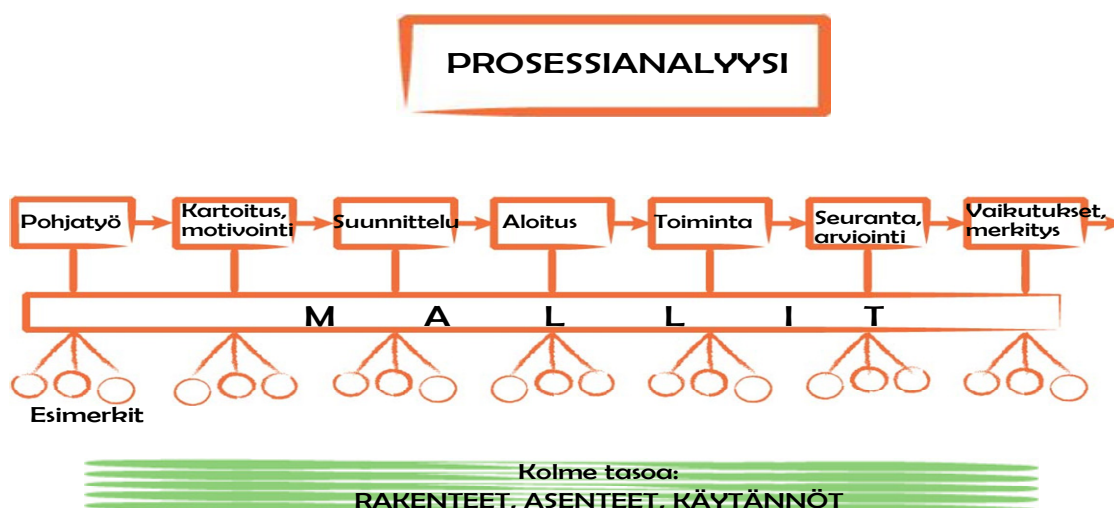 PROSESSIANALYYSI
Pohjatyö
Kartoitus,
motivointi
Suunnittelu
Aloitus
Toiminta
Seuranta,
arviointi
Vaikutukset,
merkitys
M A L L I T
Esimerkit
Kolme tasoa:
RAKENTEET, ASENTEET, KÄYTÄNNÖT